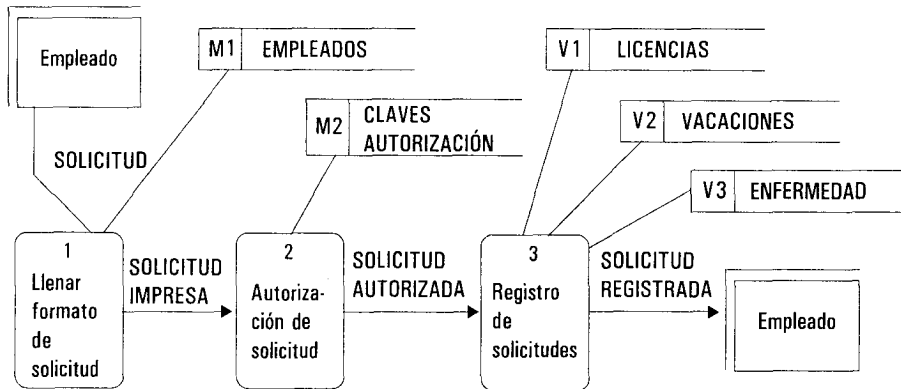 Empleado
M1 EMPLEADOS
V1 LICENCIAS
M2 CLAVES
AUTORIZACIÓN
V2 VACACIONES
SOLICITUD
V3 ENFERMEDAD
1
Llenar
formato
de
solicitud
SOLICITUD
IMPRESA
2
Autoriza-
ción de
solicitud
SOLICITUD
AUTORIZADA
3
Registro
de
solicitudes
SOLICITUD
REGISTRADA
Empleado